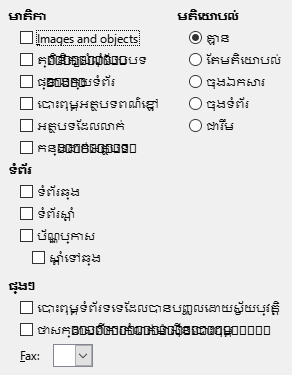 មាតិកា
Images and objects
បោះពុម្ពអត្ថបទពណ៌ខ្មៅ
អត្ថបទដែលលាក់
មតិយោបល់
គ្មាន
តែមតិយោបល់
ចុងឯកសារ
ចុងទំព័រ
ជារឹម
ទំព័រ
ទំព័រឆ្វេង
ទំព័រស្ដាំ
ប័ណ្ណប្រកាស
ស្ដាំទៅឆ្វេង
ផ្សេងៗ
បោះពុម្ពទំព័រទទេដែលបានបញ្ចូលដោយស្វ័យប្រវត្តិ
Fax: